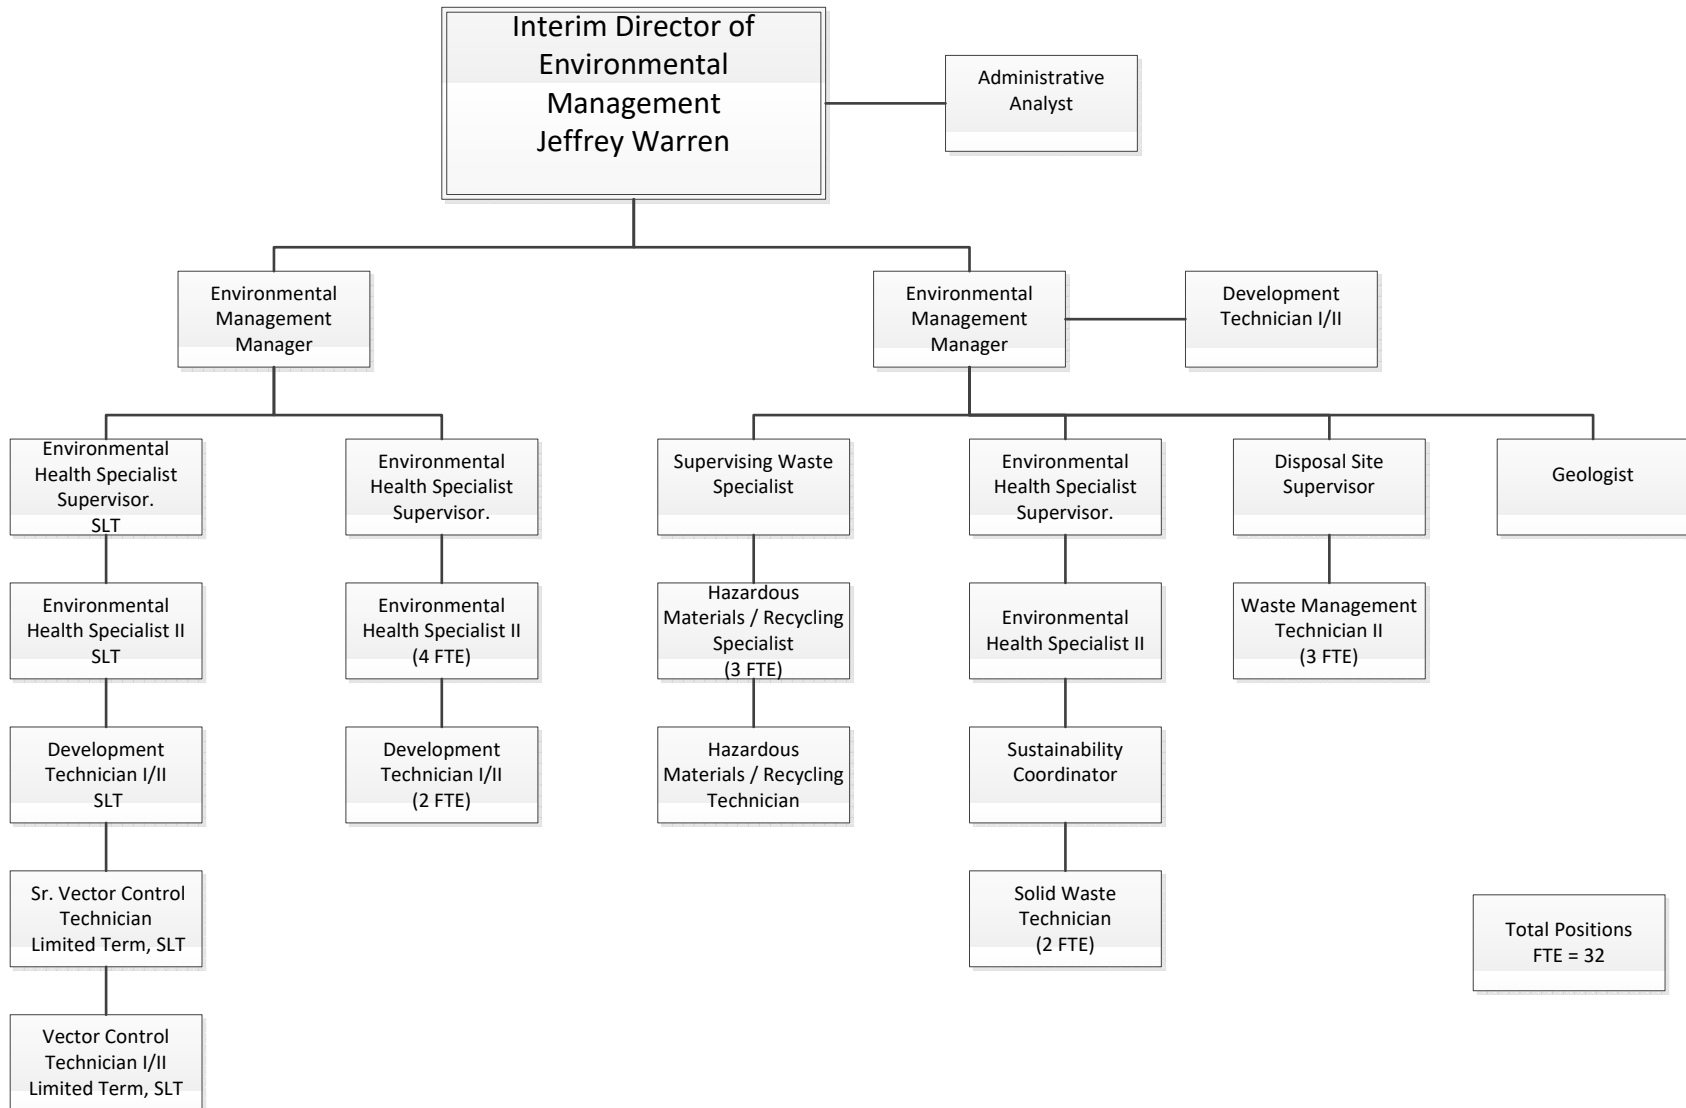 Interim Director of
Environmental
Management
Jeffrey Warren
Administrative
Analyst
Environmental
Management
Manager
Environmental
Management
Manager
Development
Technician I/II
Environmental
Health Specialist
Supervisor.
SLT
Environmental
Health Specialist
Supervisor.
Supervising Waste
Specialist
Environmental
Health Specialist
Supervisor.
Disposal Site
Supervisor
Geologist
Environmental
Health Specialist II
SLT
Environmental
Health Specialist II
(4 FTE)
Hazardous
Materials / Recycling
Specialist
(3 FTE)
Environmental
Health Specialist II
Waste Management
Technician II
(3 FTE)
Development
Technician I/II
SLT
Development
Technician I/II
(2 FTE)
Hazardous
Materials / Recycling
Technician
Sustainability
Coordinator
Sr. Vector Control
Technician
Limited Term, SLT
Solid Waste
Technician
(2 FTE)
Total Positions
FTE = 32
Vector Control
Technician I/II
Limited Term, SLT